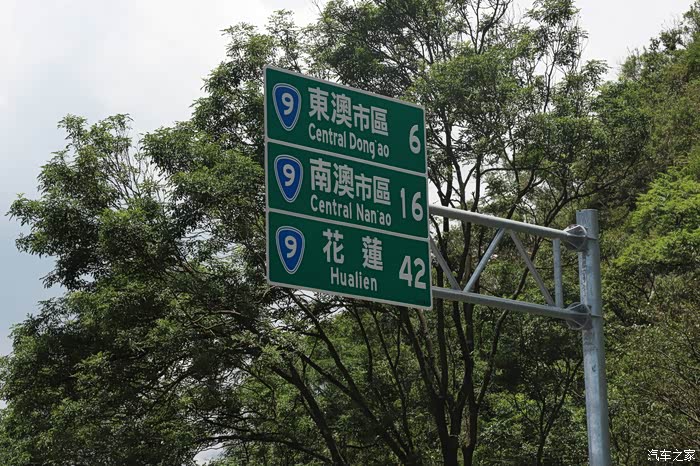 9 東澳市區 6
Central Dong'ao
9 南澳市區 16
Central Nan'ao
9 花蓮 42
Hualien
汽车之家